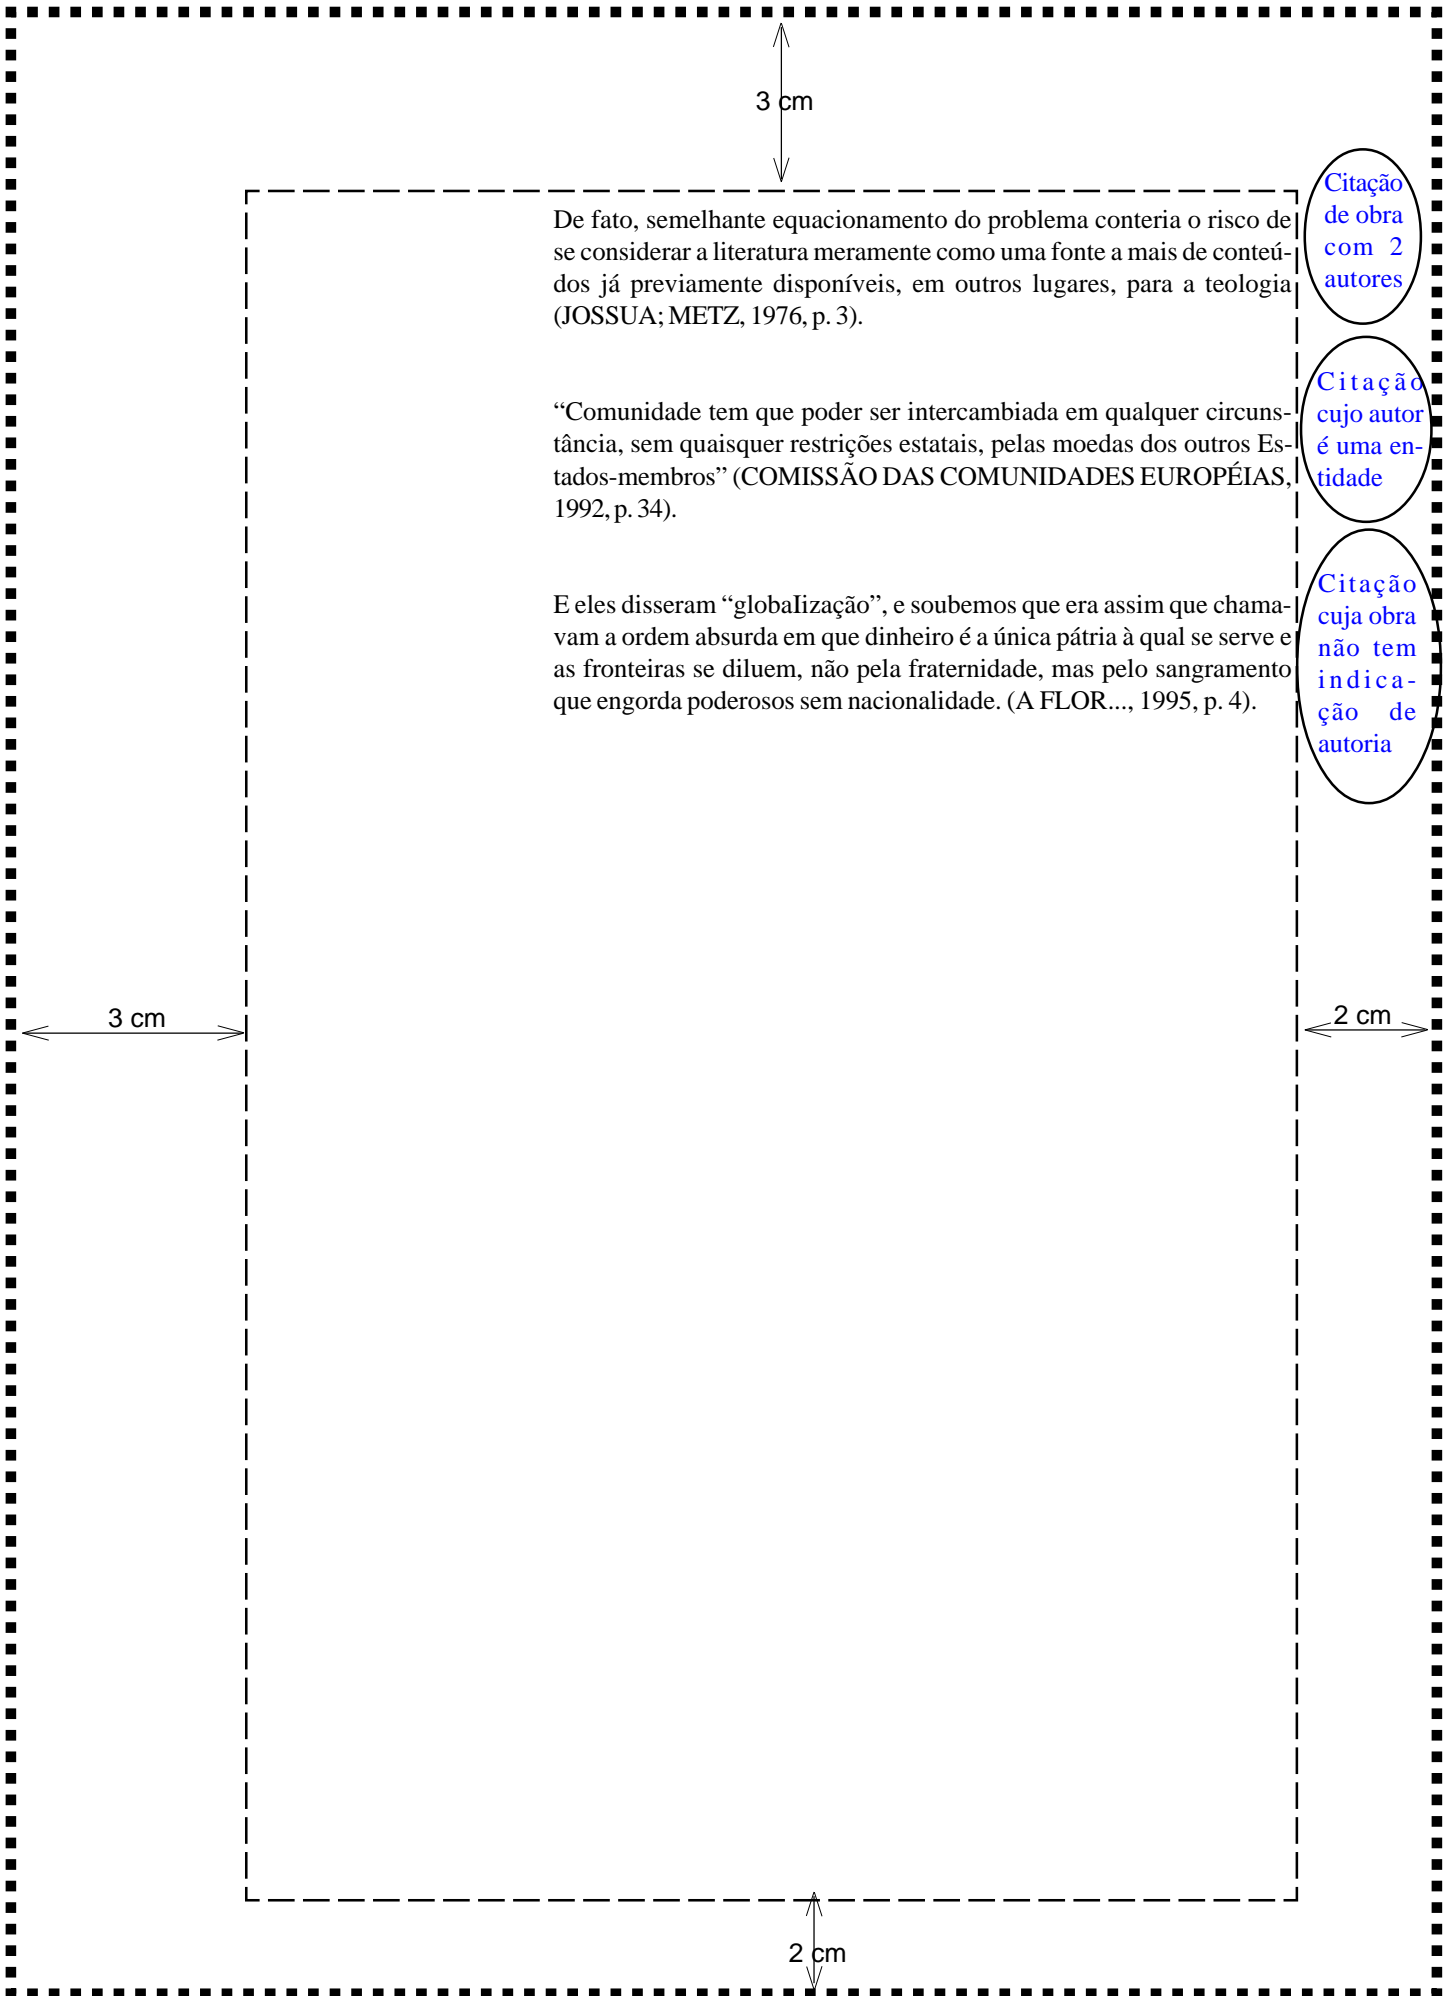 3 cm
De fato, semelhante equacionamento do problema conteria o risco de
se considerar a literatura meramente como uma fonte a mais de conteú-
dos já previamente disponíveis, em outros lugares, para a teologia
(JOSSUA; METZ, 1976, p. 3).
Citação
de obra
com 2
autores
“Comunidade tem que poder ser intercambiada em qualquer circuns-
tância, sem quaisquer restrições estatais, pelas moedas dos outros Es-
tados-membros” (COMISSÃO DAS COMUNIDADES EUROPÉIAS,
1992, p. 34).
Citação
cujo autor
é uma en-
tidade
E eles disseram “globaIização”, e soubemos que era assim que chama-
vam a ordem absurda em que dinheiro é a única pátria à qual se serve e
as fronteiras se diluem, não pela fraternidade, mas pelo sangramento
que engorda poderosos sem nacionalidade. (A FLOR..., 1995, p. 4).
Citação
cuja obra
não tem
indica-
ção de
autoria
3 cm
2 cm
2 cm